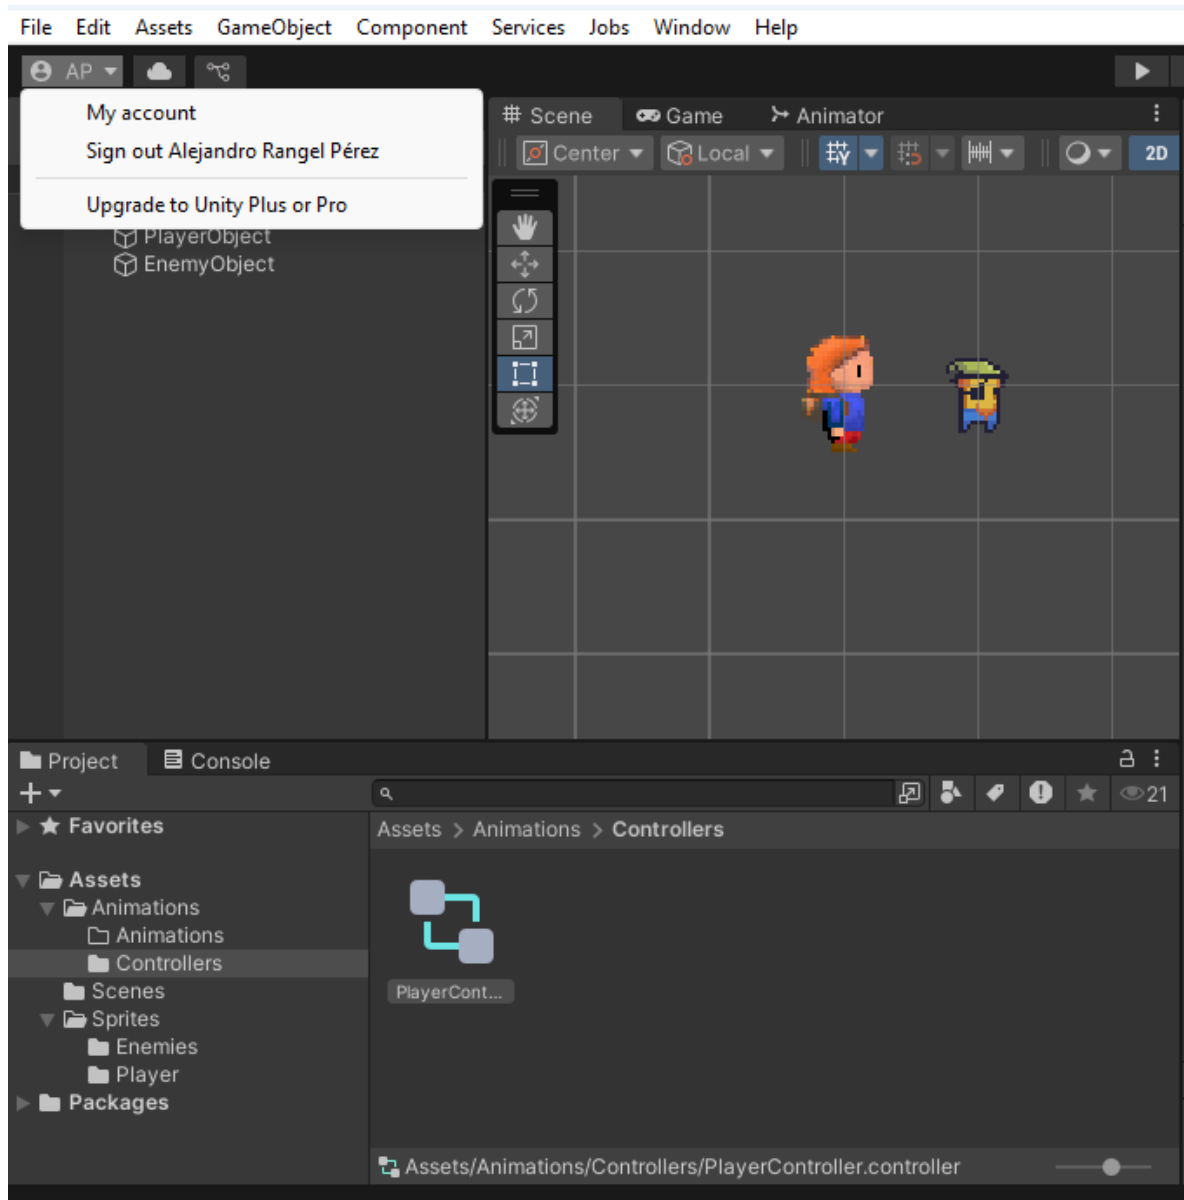 File Edit Assets GameObject Component Services Jobs Window Help
AP
My account
Sign out Alejandro Rangel Pérez
Upgrade to Unity Plus or Pro
PlayerObject
EnemyObject
Scene Game Animator
Center Local 2D
Project Console
21
Favorites
Assets
Animations
Animations
Controllers
Scenes
Sprites
Enemies
Player
Packages
Assets > Animations > Controllers
PlayerCont...
Assets/Animations/Controllers/PlayerController.controller